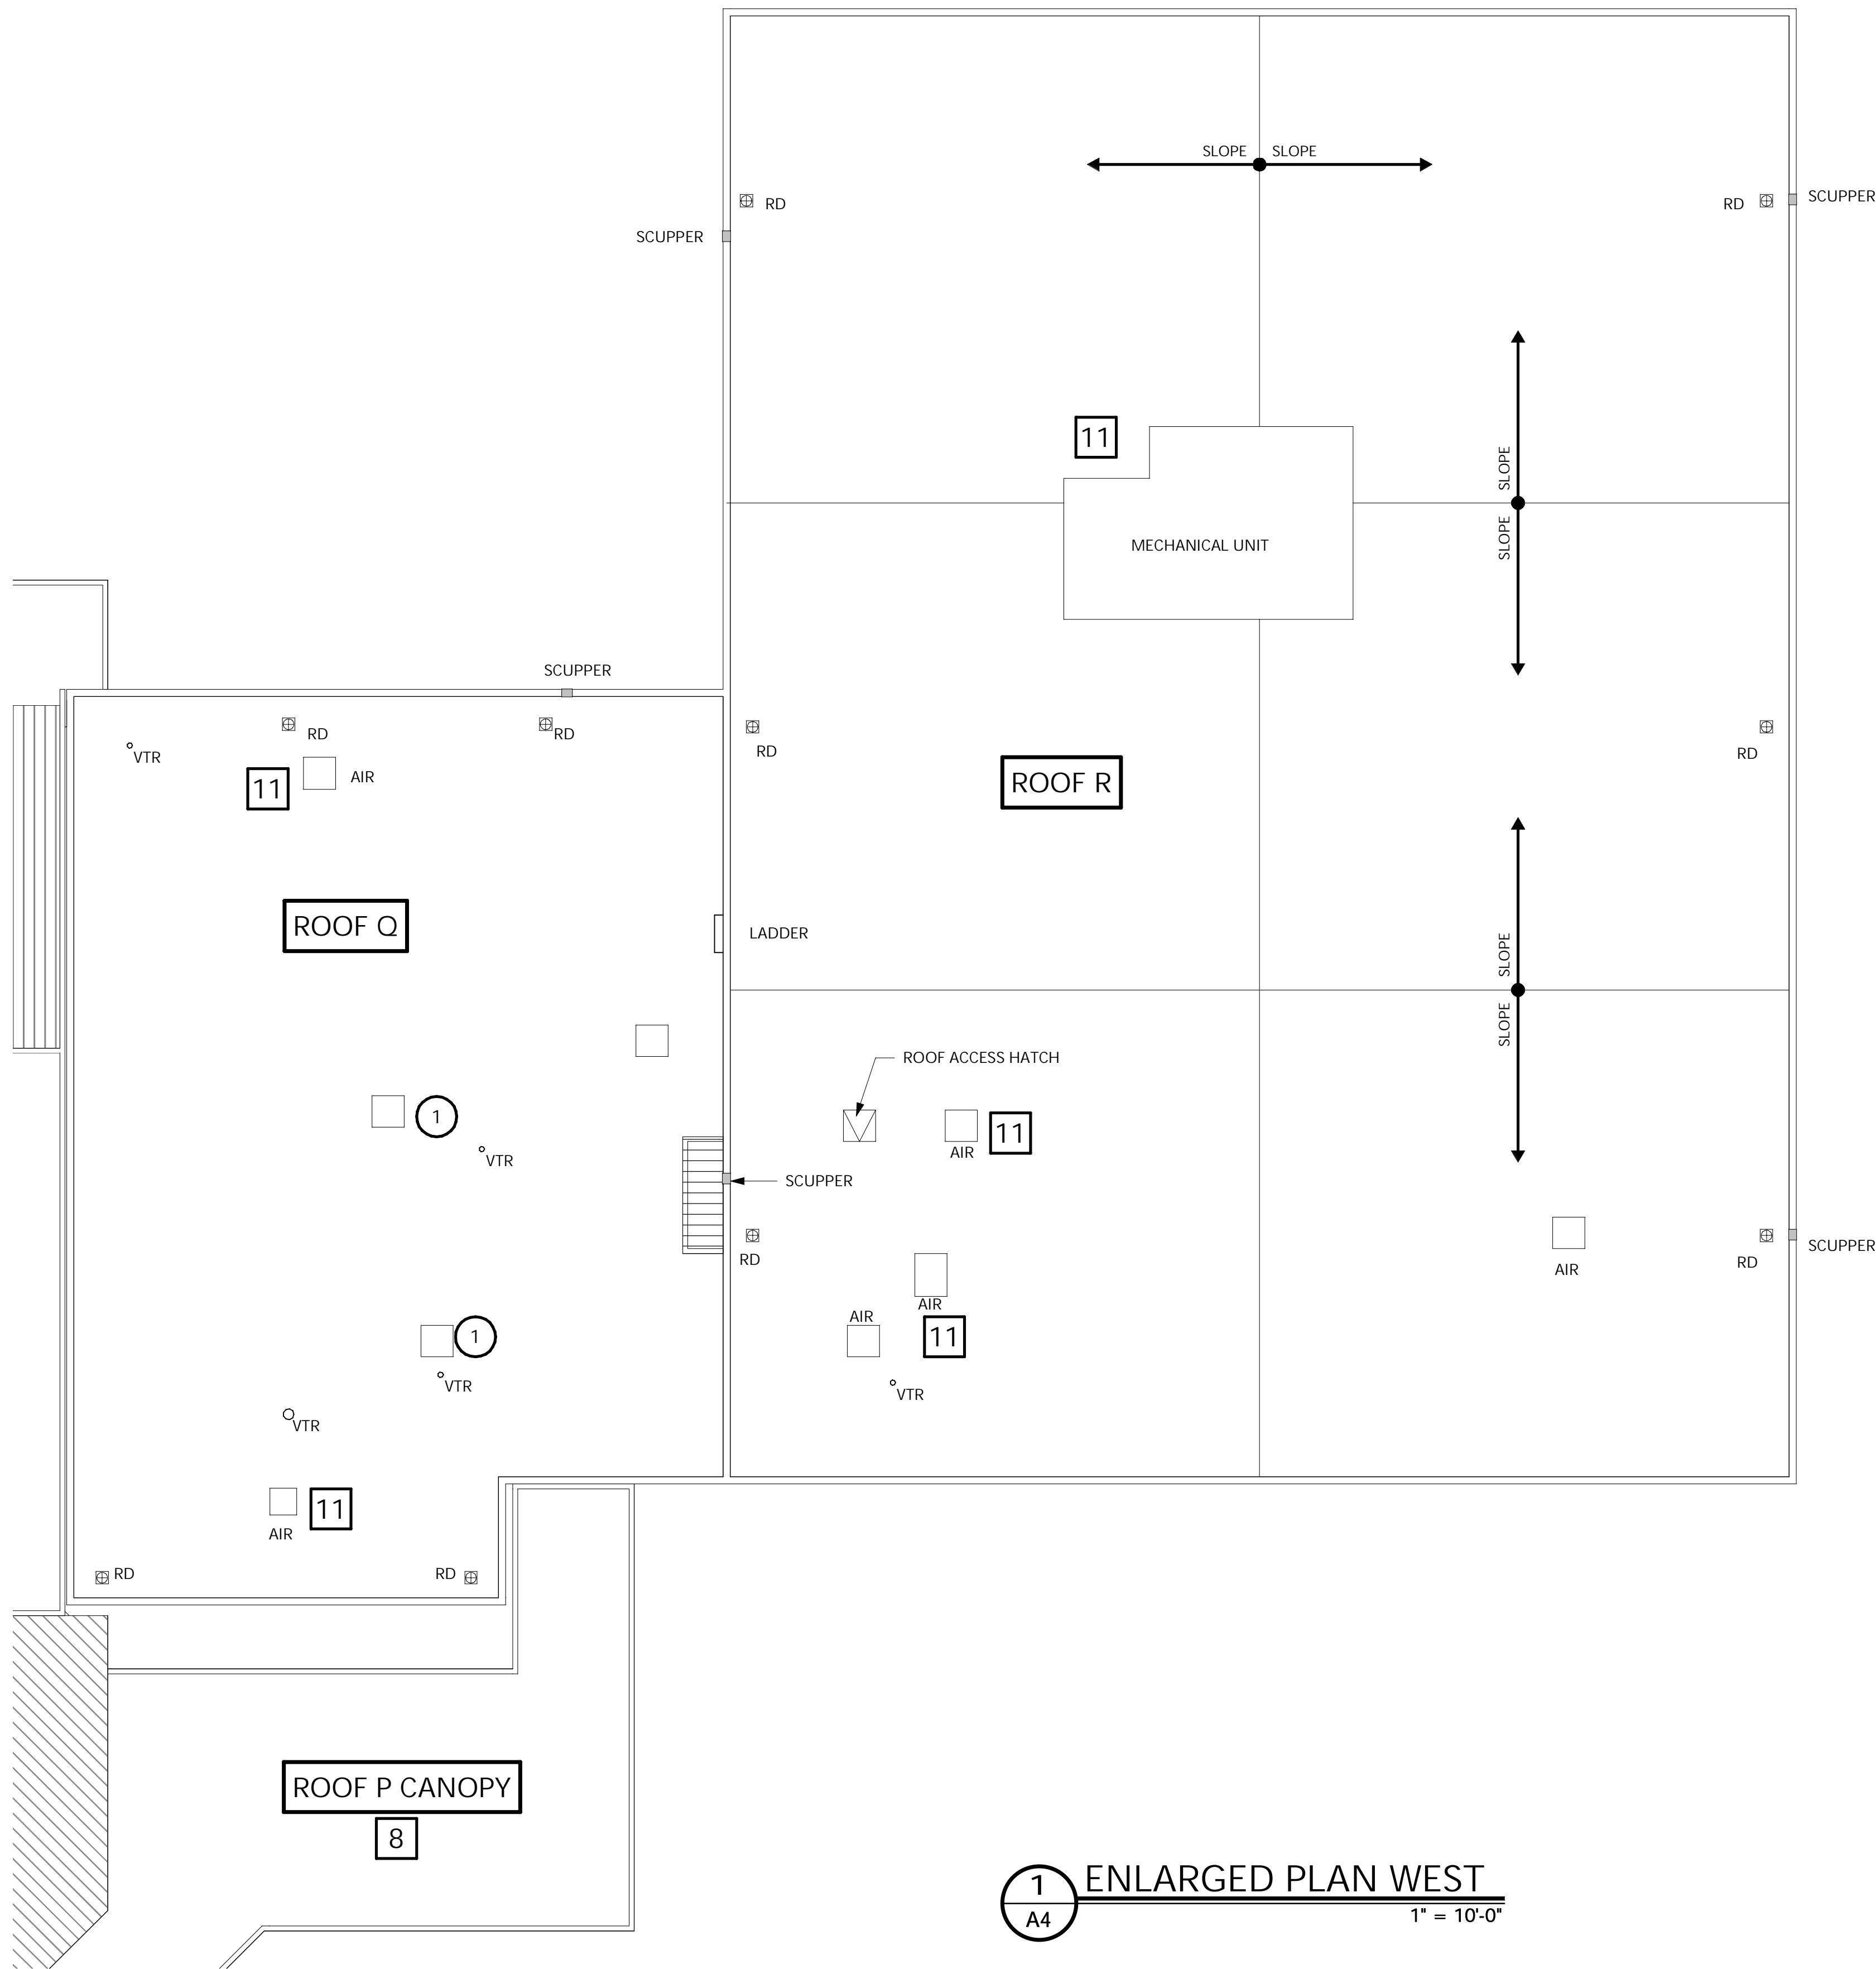 SLOPE SLOPE
RD
RD
SCUPPER
SCUPPER
11
SLOPE
SLOPE
MECHANICAL UNIT
SCUPPER
RD
RD
VTR
AIR
11
RD
RD
ROOF R
ROOF Q
LADDER
SLOPE
SLOPE
ROOF ACCESS HATCH
1
11
AIR
VTR
SCUPPER
RD
SCUPPER
RD
AIR
AIR
AIR
11
1
VTR
VTR
VTR
11
AIR
RD
RD
ROOF P CANOPY
8
1
ENLARGED PLAN WEST
A4
1" = 10'-0"